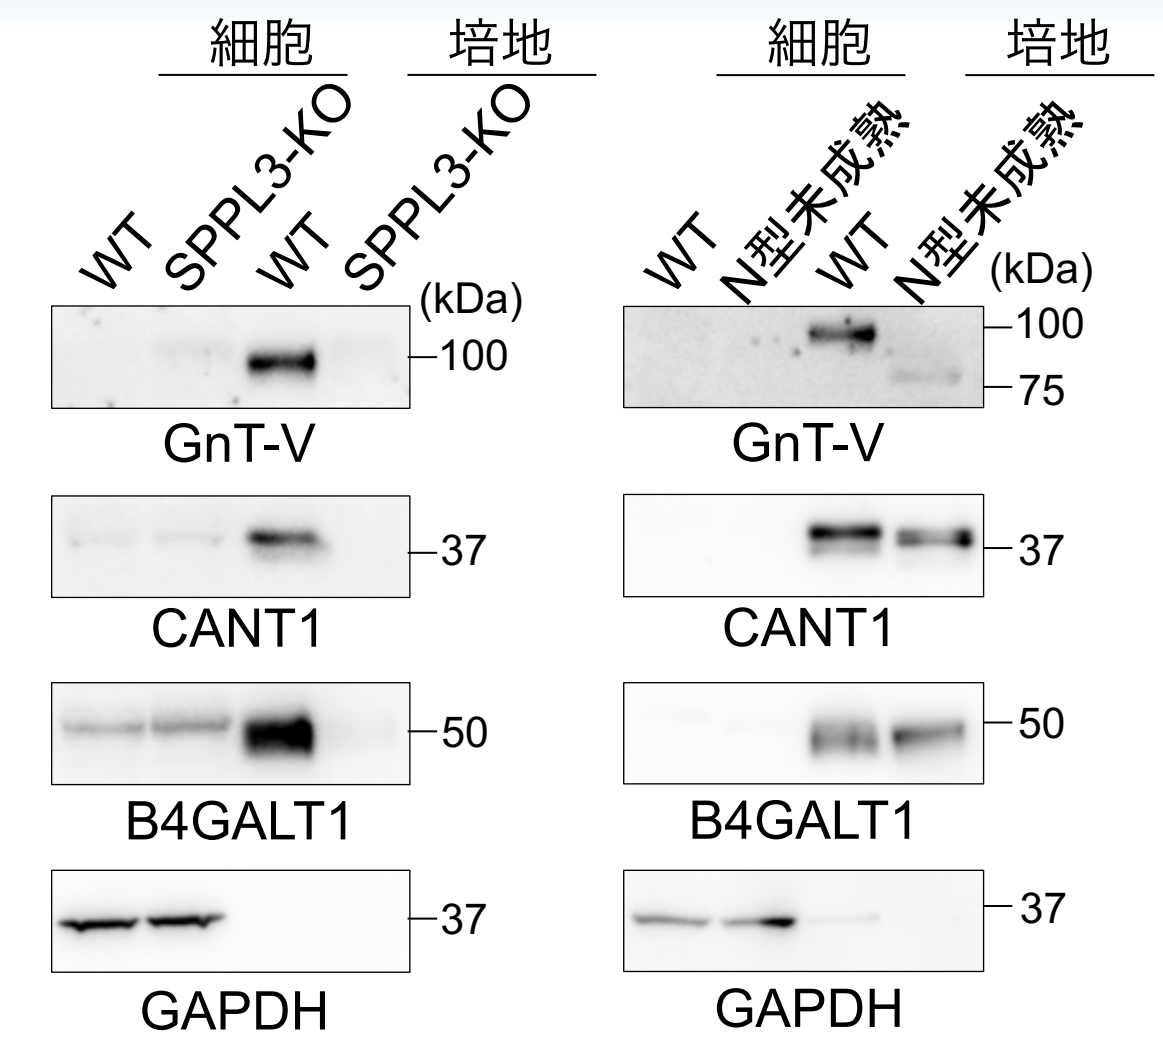 細胞
培地
WT
SPPL3-KO
WT
SPPL3-KO
(kDa)
100
GnT-V
37
CANT1
50
B4GALT1
37
GAPDH
細胞
培地
WT
N型未成熟
WT
N型未成熟
(kDa)
100
75
GnT-V
37
CANT1
50
B4GALT1
37
GAPDH